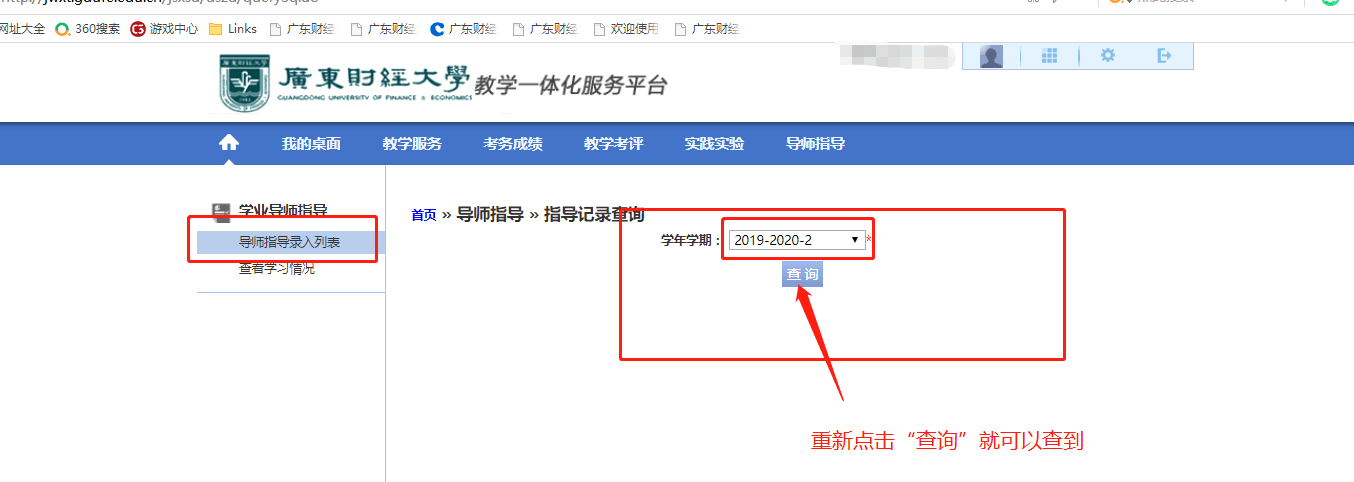 网址大全 360搜索 游戏中心 Links 广东财经 广东财经 广东财经 广东财经 欢迎使用 广东财经
廣東財經大學 教学一体化服务平台
GUANGDONG UNIVERSITY OF FINANCE & ECONOMICS
我的桌面 教学服务 考务成绩 教学考评 实践实验 导师指导
学业导师指导
导师指导录入列表
查看学习情况
首页 » 导师指导 » 指导记录查询
学年学期： 2019-2020-2 *
查 询
重新点击“查询”就可以查到